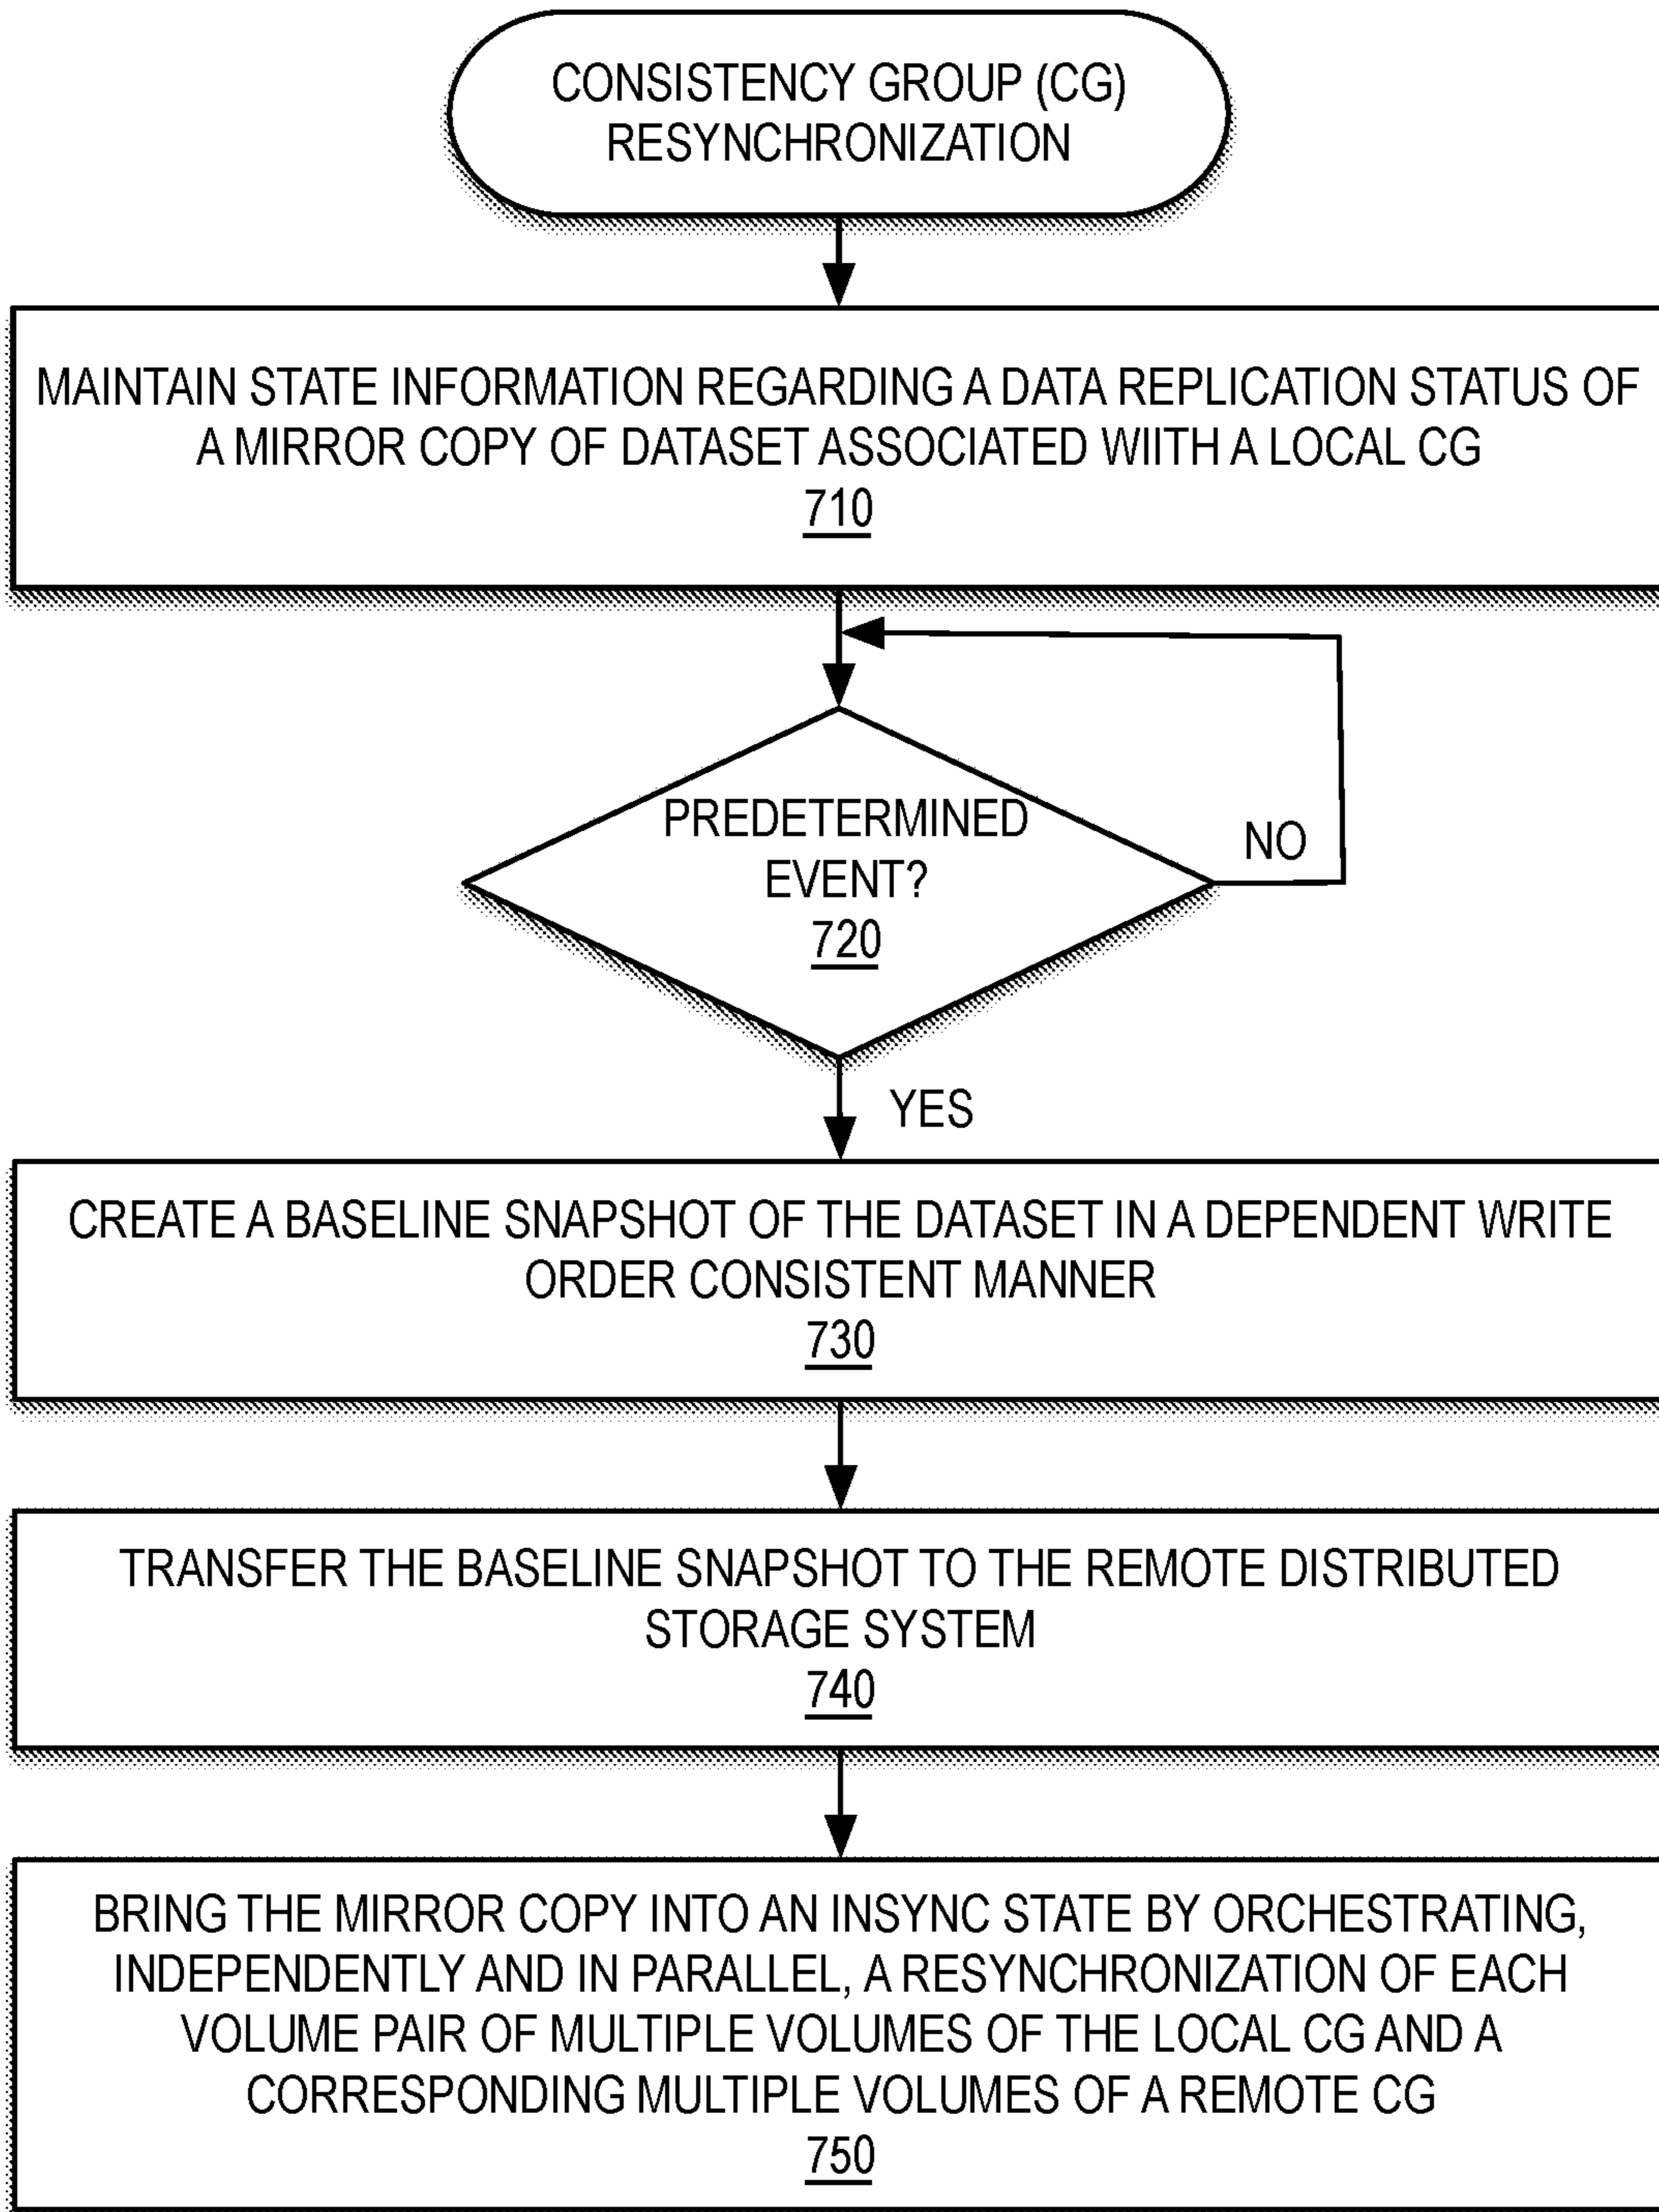 CONSISTENCY GROUP (CG)
RESYNCHRONIZATION
MAINTAIN STATE INFORMATION REGARDING A DATA REPLICATION STATUS OF
A MIRROR COPY OF DATASET ASSOCIATED WIITH A LOCAL CG
710
PREDETERMINED
EVENT?
720
NO
YES
CREATE A BASELINE SNAPSHOT OF THE DATASET IN A DEPENDENT WRITE
ORDER CONSISTENT MANNER
730
TRANSFER THE BASELINE SNAPSHOT TO THE REMOTE DISTRIBUTED
STORAGE SYSTEM
740
BRING THE MIRROR COPY INTO AN INSYNC STATE BY ORCHESTRATING,
INDEPENDENTLY AND IN PARALLEL, A RESYNCHRONIZATION OF EACH
VOLUME PAIR OF MULTIPLE VOLUMES OF THE LOCAL CG AND A
CORRESPONDING MULTIPLE VOLUMES OF A REMOTE CG
750